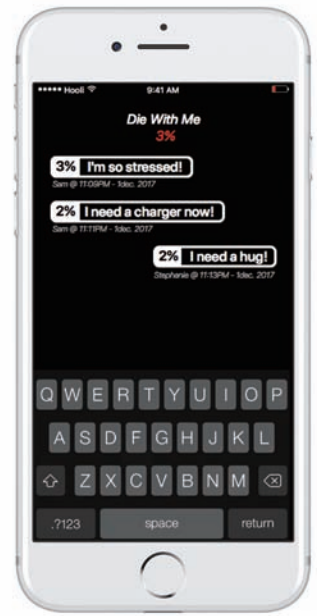 Hooli 9:41 AM
Die With Me
3%
3% I'm so stressed!
Sam @ 11:09PM - 1dec. 2017
2% I need a charger now!
Sam @ 11:11PM - 1dec. 2017
2% I need a hug!
Stephanie @ 11:13PM - 1dec. 2017
Q W E R T Y U I O P
A S D F G H J K L
Z X C V B N M
.?123 space return